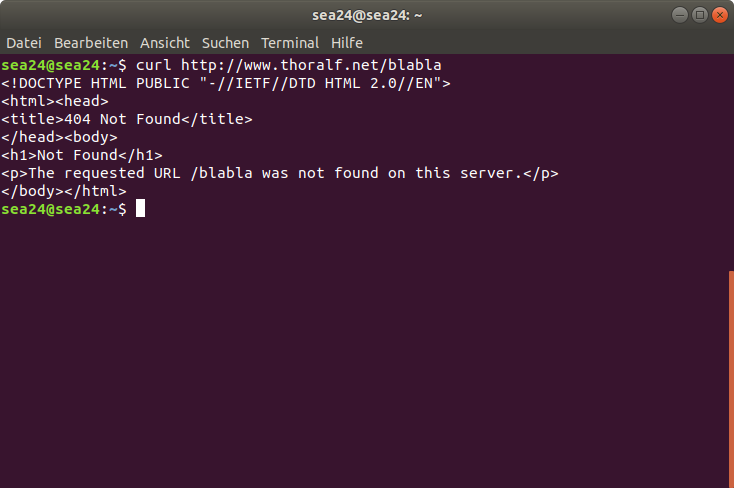 sea24@sea24: ~
Datei Bearbeiten Ansicht Suchen Terminal Hilfe
sea24@sea24:~$ curl http://www.thoralf.net/blabla
<!DOCTYPE HTML PUBLIC "-//IETF//DTD HTML 2.0//EN">
<html><head>
<title>404 Not Found</title>
</head><body>
<h1>Not Found</h1>
<p>The requested URL /blabla was not found on this server.</p>
</body></html>
sea24@sea24:~$